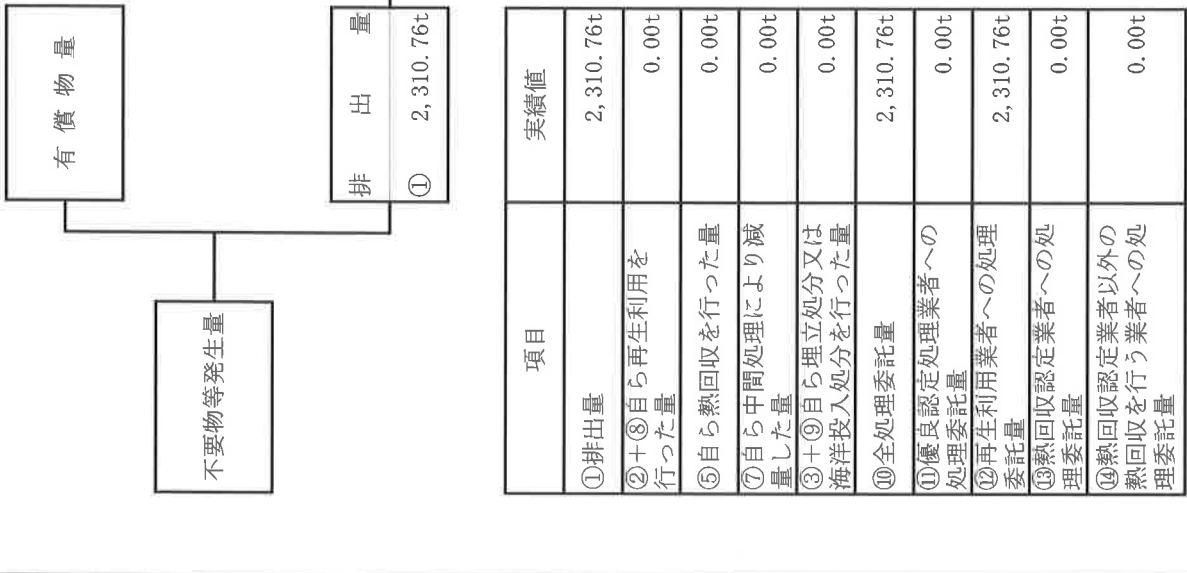 有償物量
不要物等発生量
排出量
① 2,310.76t
項目 実績値
①排出量 2,310.76t
②+⑧自ら再生利用を 0.00t
行った量
⑤自ら熱回収を行った量 0.00t
⑦自ら中間処理により減 0.00t
量した量
③+⑨自ら埋立処分又は 0.00t
海洋投入処分を行った量
⑩全処理委託量 2,310.76t
⑪優良認定処理業者への 0.00t
処理委託量
⑫再生利用業者への処理 2,310.76t
委託量
⑬熱回収認定業者への処 0.00t
理委託量
⑭熱回収認定業者以外の 0.00t
熱回収を行う業者への処
理委託量